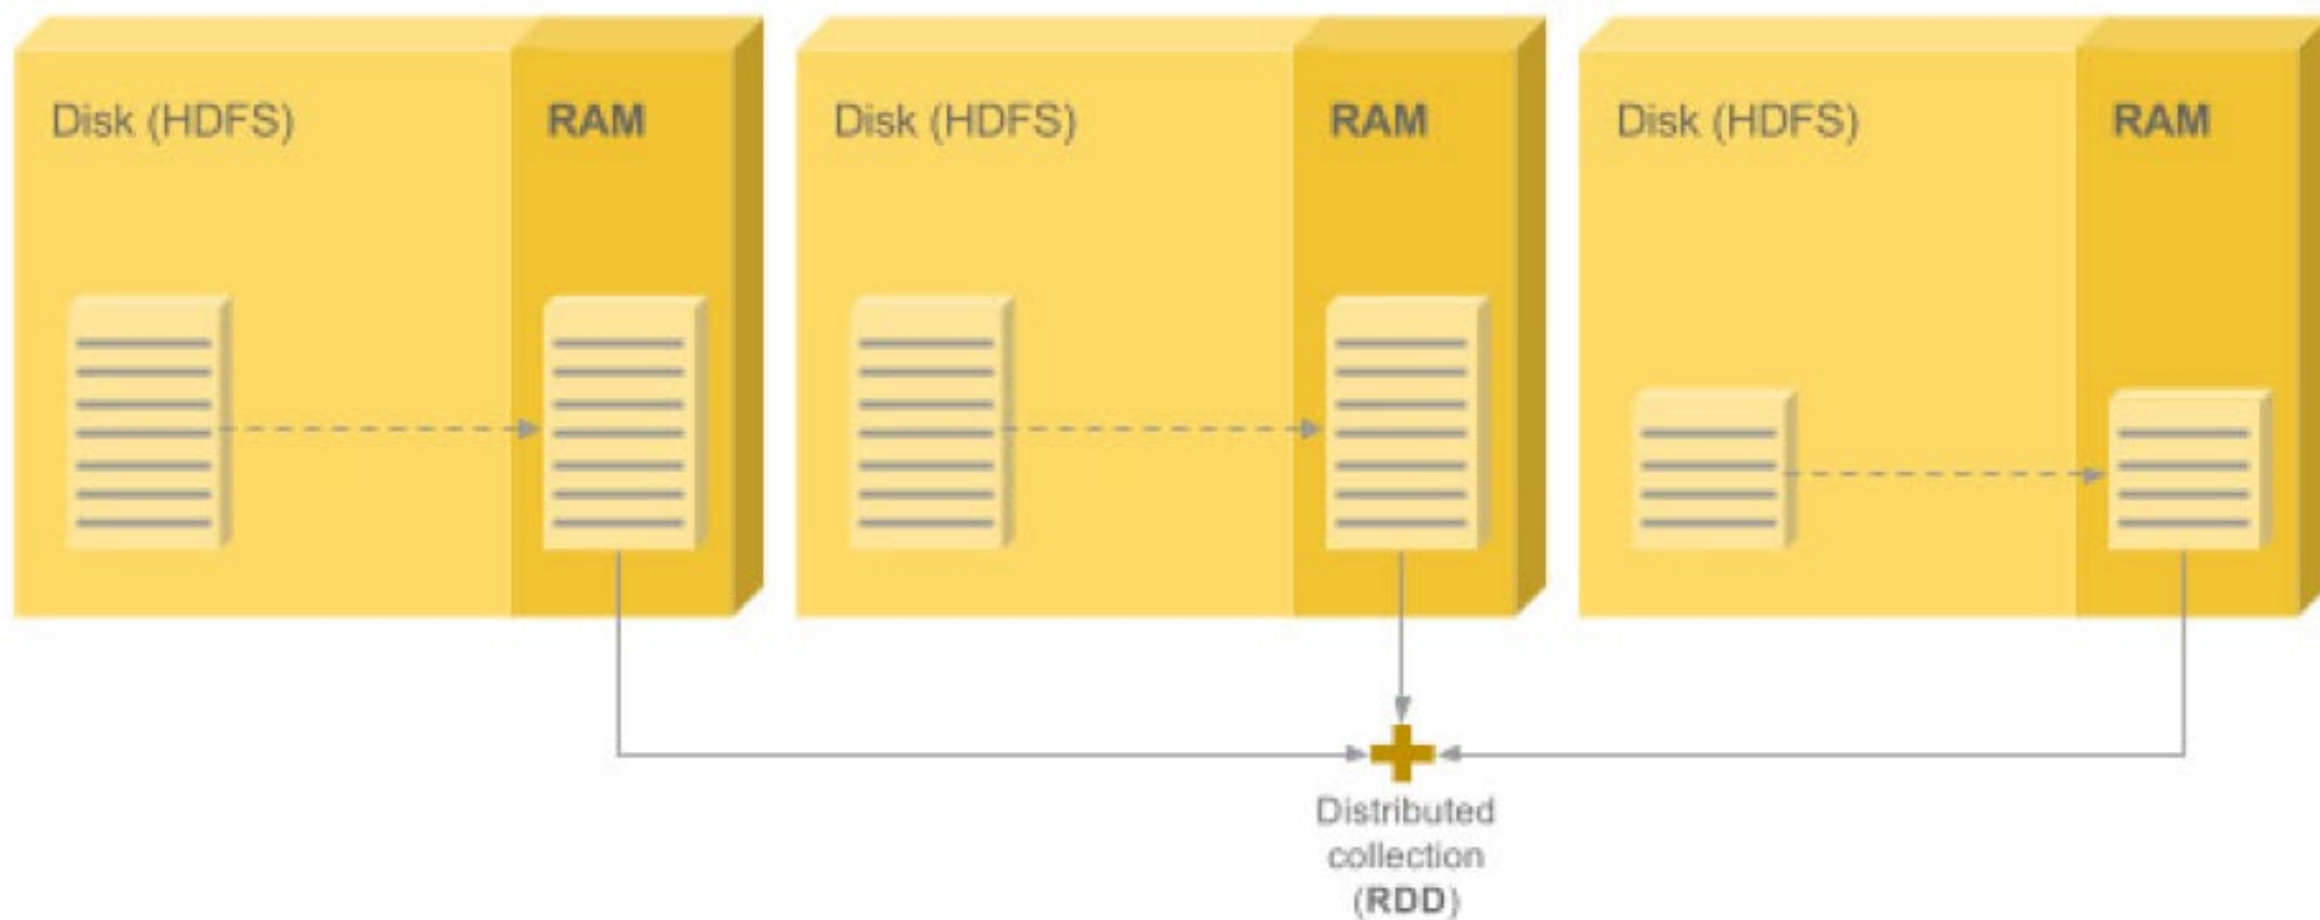 Disk (HDFS) RAM Disk (HDFS) RAM Disk (HDFS) RAM
Distributed
collection
(RDD)